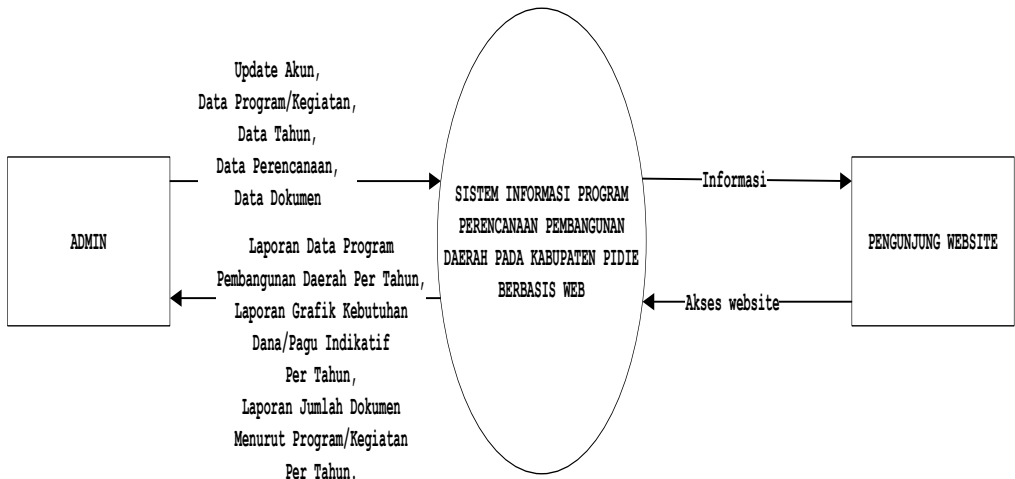 Update Akun,
Data Program/Kegiatan,
Data Tahun,
Data Perencanaan,
Data Dokumen
ADMIN
Laporan Data Program
Pembangunan Daerah Per Tahun,
Laporan Grafik Kebutuhan
Dana/Pagu Indikatif
Per Tahun,
Laporan Jumlah Dokumen
Menurut Program/Kegiatan
Per Tahun.
SISTEM INFORMASI PROGRAM
PERENCANAAN PEMBANGUNAN
DAERAH PADA KABUPATEN PIDIE
BERBASIS WEB
Informasi
Akses website
PENGUNJUNG WEBSITE